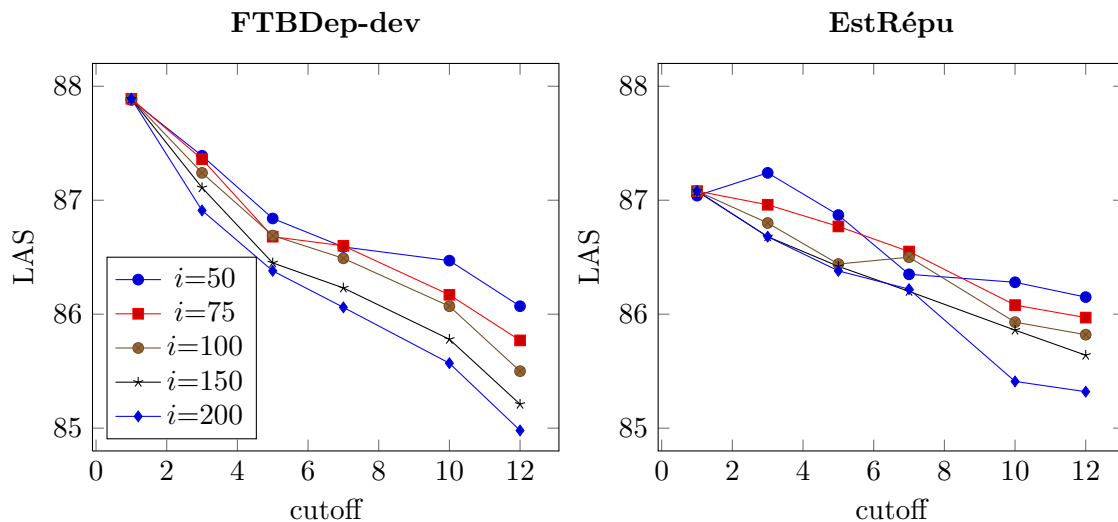 FTBDep-dev
88
87
86
85
LAS
i=50
i=75
i=100
i=150
i=200
0 2 4 6 8 10 12
cutoff
EstRépu
88
87
86
85
LAS
0 2 4 6 8 10 12
cutoff